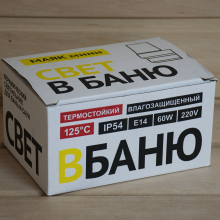 МАЯК МИНИ
СВЕТ
В БАНЮ
ТЕРМОСТОЙКИЙ ВЛАГОЗАЩИЩЕННЫЙ
125°C IP54 E14 60W 220V
ВБАНЮ
СВЕТ